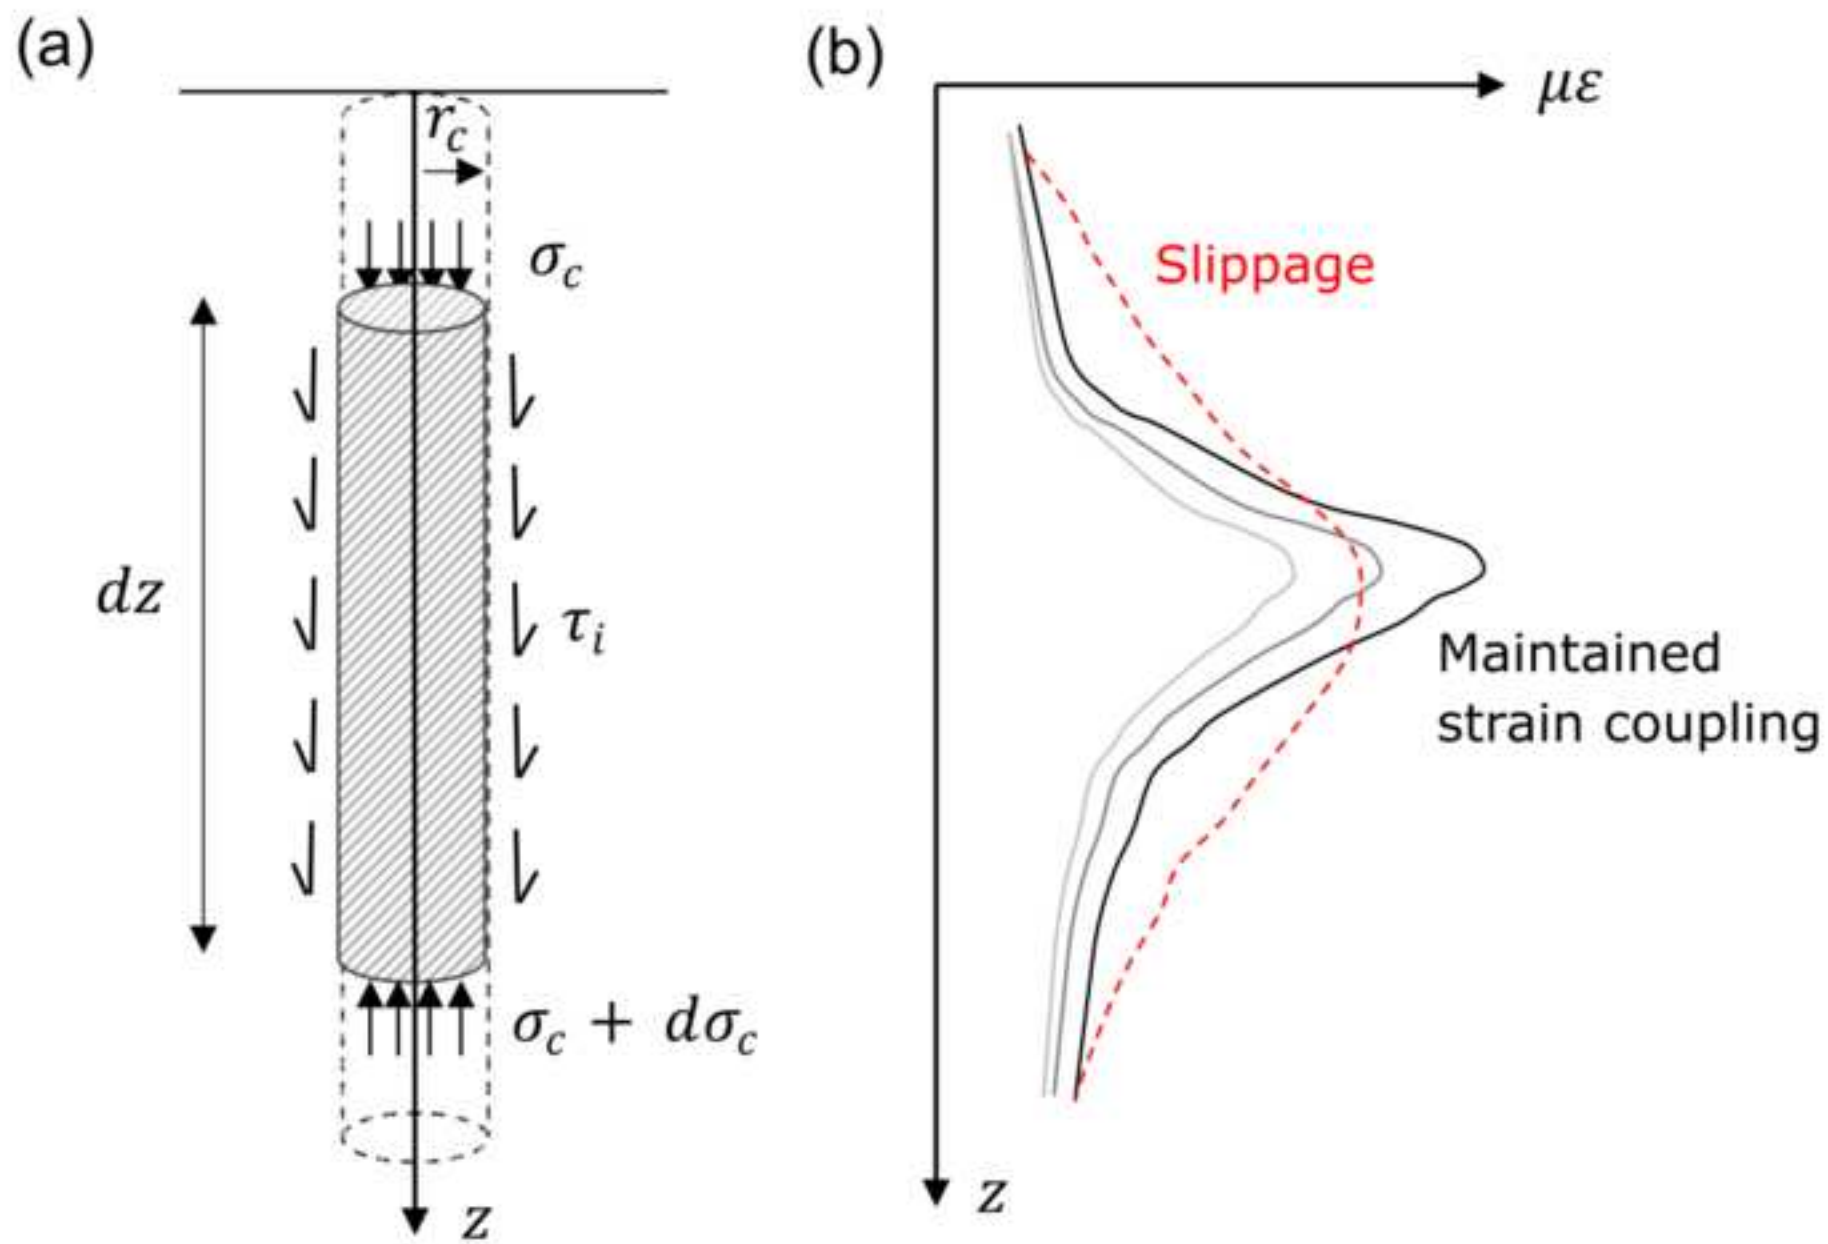 (a)
r_c
σ_c
dz
τ_i
σ_c + dσ_c
z
(b)
με
Slippage
Maintained
strain coupling
z